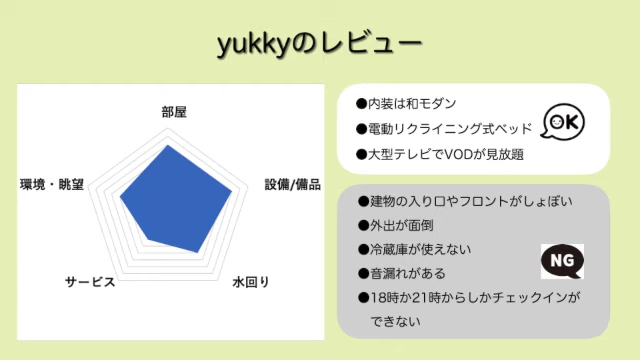 yukkyのレビュー
部屋
環境・眺望
設備/備品
サービス
水回り
●内装は和モダン
●電動リクライニング式ベッド
●大型テレビでVODが見放題
OK
●建物の入り口やフロントがしょぼい
●外出が面倒
●冷蔵庫が使えない
●音漏れがある
●18時か21時からしかチェックインが
できない
NG